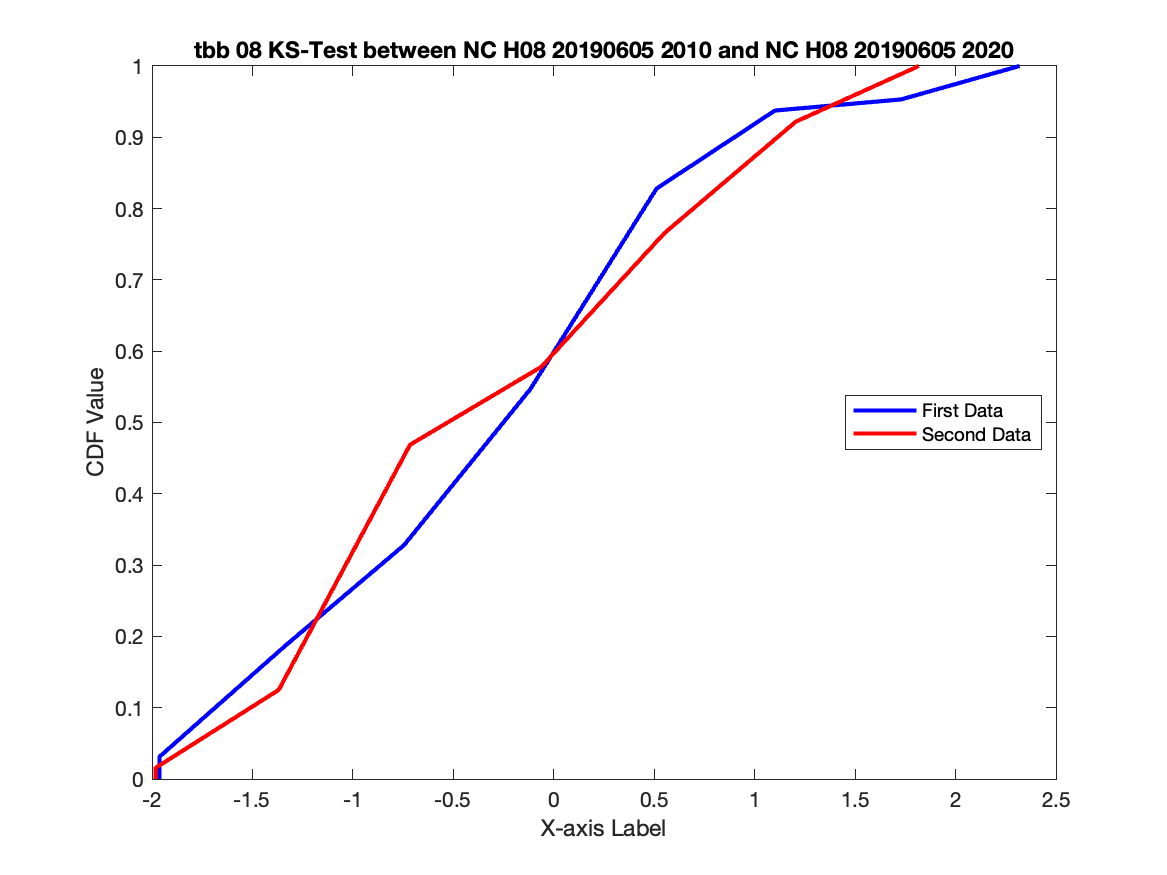 tbb 08 KS-Test between NC H08 20190605 2010 and NC H08 20190605 2020
1
0.9
0.8
0.7
0.6
0.5
0.4
0.3
0.2
0.1
0
CDF Value
First Data
Second Data
-2 -1.5 -1 -0.5 0 0.5 1 1.5 2 2.5
X-axis Label